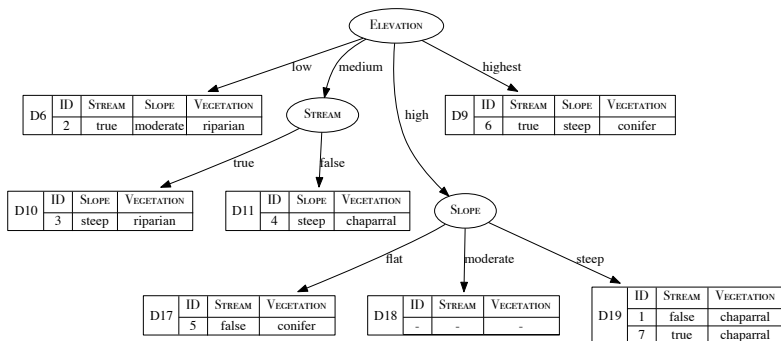 ELEVATION
low
medium
high
highest
D6
ID STREAM SLOPE VEGETATION
2 true moderate riparian
STREAM
D9
ID STREAM SLOPE VEGETATION
6 true steep conifer
true
false
D10
ID SLOPE VEGETATION
3 steep riparian
D11
ID SLOPE VEGETATION
4 steep chaparral
SLOPE
flat
moderate
steep
D17
ID STREAM VEGETATION
5 false conifer
D18
ID STREAM VEGETATION
- - -
D19
ID STREAM VEGETATION
1 false chaparral
7 true chaparral